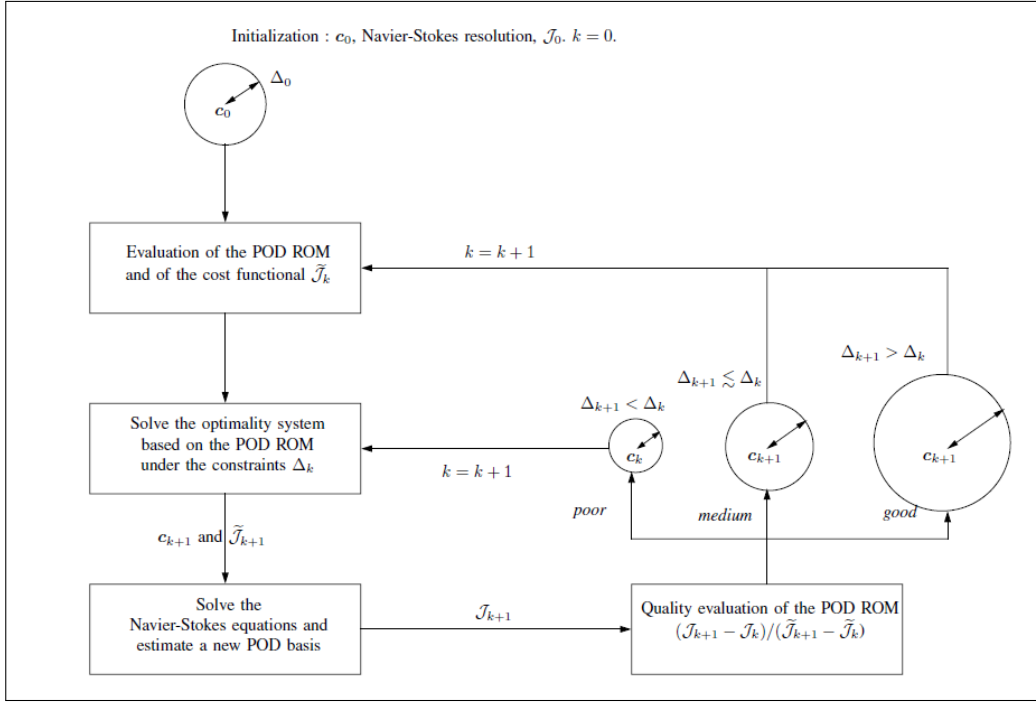 Initialization : c₀, Navier-Stokes resolution, 𝒥₀. k = 0.
Δ₀
c₀
Evaluation of the POD ROM
and of the cost functional 𝒥̃ₖ
k = k + 1
Δₖ₊₁ > Δₖ
Δₖ₊₁ ≲ Δₖ
Δₖ₊₁ < Δₖ
Solve the optimality system
based on the POD ROM
under the constraints Δₖ
cₖ
cₖ₊₁
cₖ₊₁
k = k + 1
poor
medium
good
cₖ₊₁ and 𝒥̃ₖ₊₁
Solve the
Navier-Stokes equations and
estimate a new POD basis
𝒥ₖ₊₁
Quality evaluation of the POD ROM
(𝒥ₖ₊₁ − 𝒥ₖ)/(𝒥̃ₖ₊₁ − 𝒥̃ₖ)